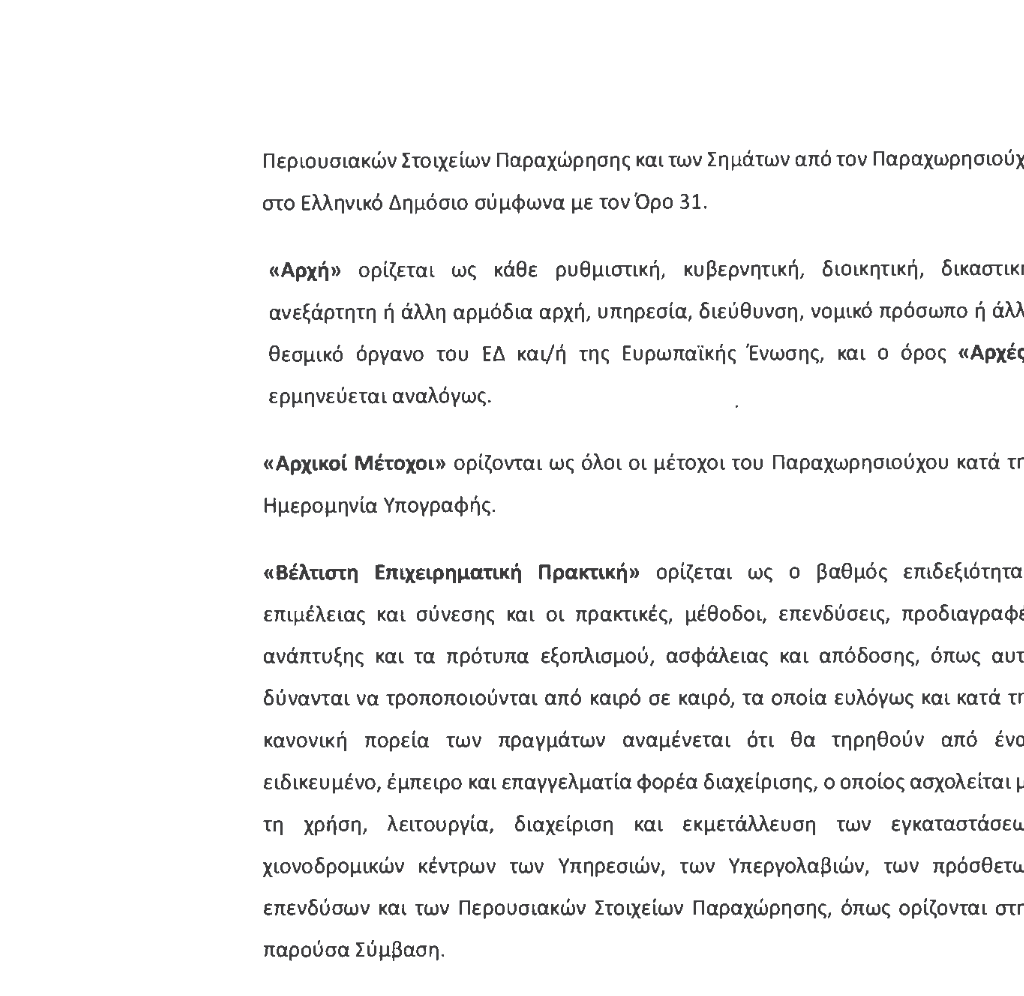 Περιουσιακών Στοιχείων Παραχώρησης και των Σημάτων από τον Παραχωρησιούχ
στο Ελληνικό Δημόσιο σύμφωνα με τον Όρο 31.
«Αρχή» ορίζεται ως κάθε ρυθμιστική, κυβερνητική, διοικητική, δικαστικ
ανεξάρτητη ή άλλη αρμόδια αρχή, υπηρεσία, διεύθυνση, νομικό πρόσωπο ή άλλ
θεσμικό όργανο του ΕΔ και/ή της Ευρωπαϊκής Ένωσης, και ο όρος «Αρχές
ερμηνεύεται αναλόγως.
«Αρχικοί Μέτοχοι» ορίζονται ως όλοι οι μέτοχοι του Παραχωρησιούχου κατά τη
Ημερομηνία Υπογραφής.
«Βέλτιστη Επιχειρηματική Πρακτική» ορίζεται ως ο βαθμός επιδεξιότητα
επιμέλειας και σύνεσης και οι πρακτικές, μέθοδοι, επενδύσεις, προδιαγραφέ
ανάπτυξης και τα πρότυπα εξοπλισμού, ασφάλειας και απόδοσης, όπως αυτ
δύνανται να τροποποιούνται από καιρό σε καιρό, τα οποία ευλόγως και κατά τη
κανονική πορεία των πραγμάτων αναμένεται ότι θα τηρηθούν από ένα
ειδικευμένο, έμπειρο και επαγγελματία φορέα διαχείρισης, ο οποίος ασχολείται μ
τη χρήση, λειτουργία, διαχείριση και εκμετάλλευση των εγκαταστάσεω
χιονοδρομικών κέντρων των Υπηρεσιών, των Υπεργολαβιών, των πρόσθετω
επενδύσων και των Περουσιακών Στοιχείων Παραχώρησης, όπως ορίζονται στη
παρούσα Σύμβαση.